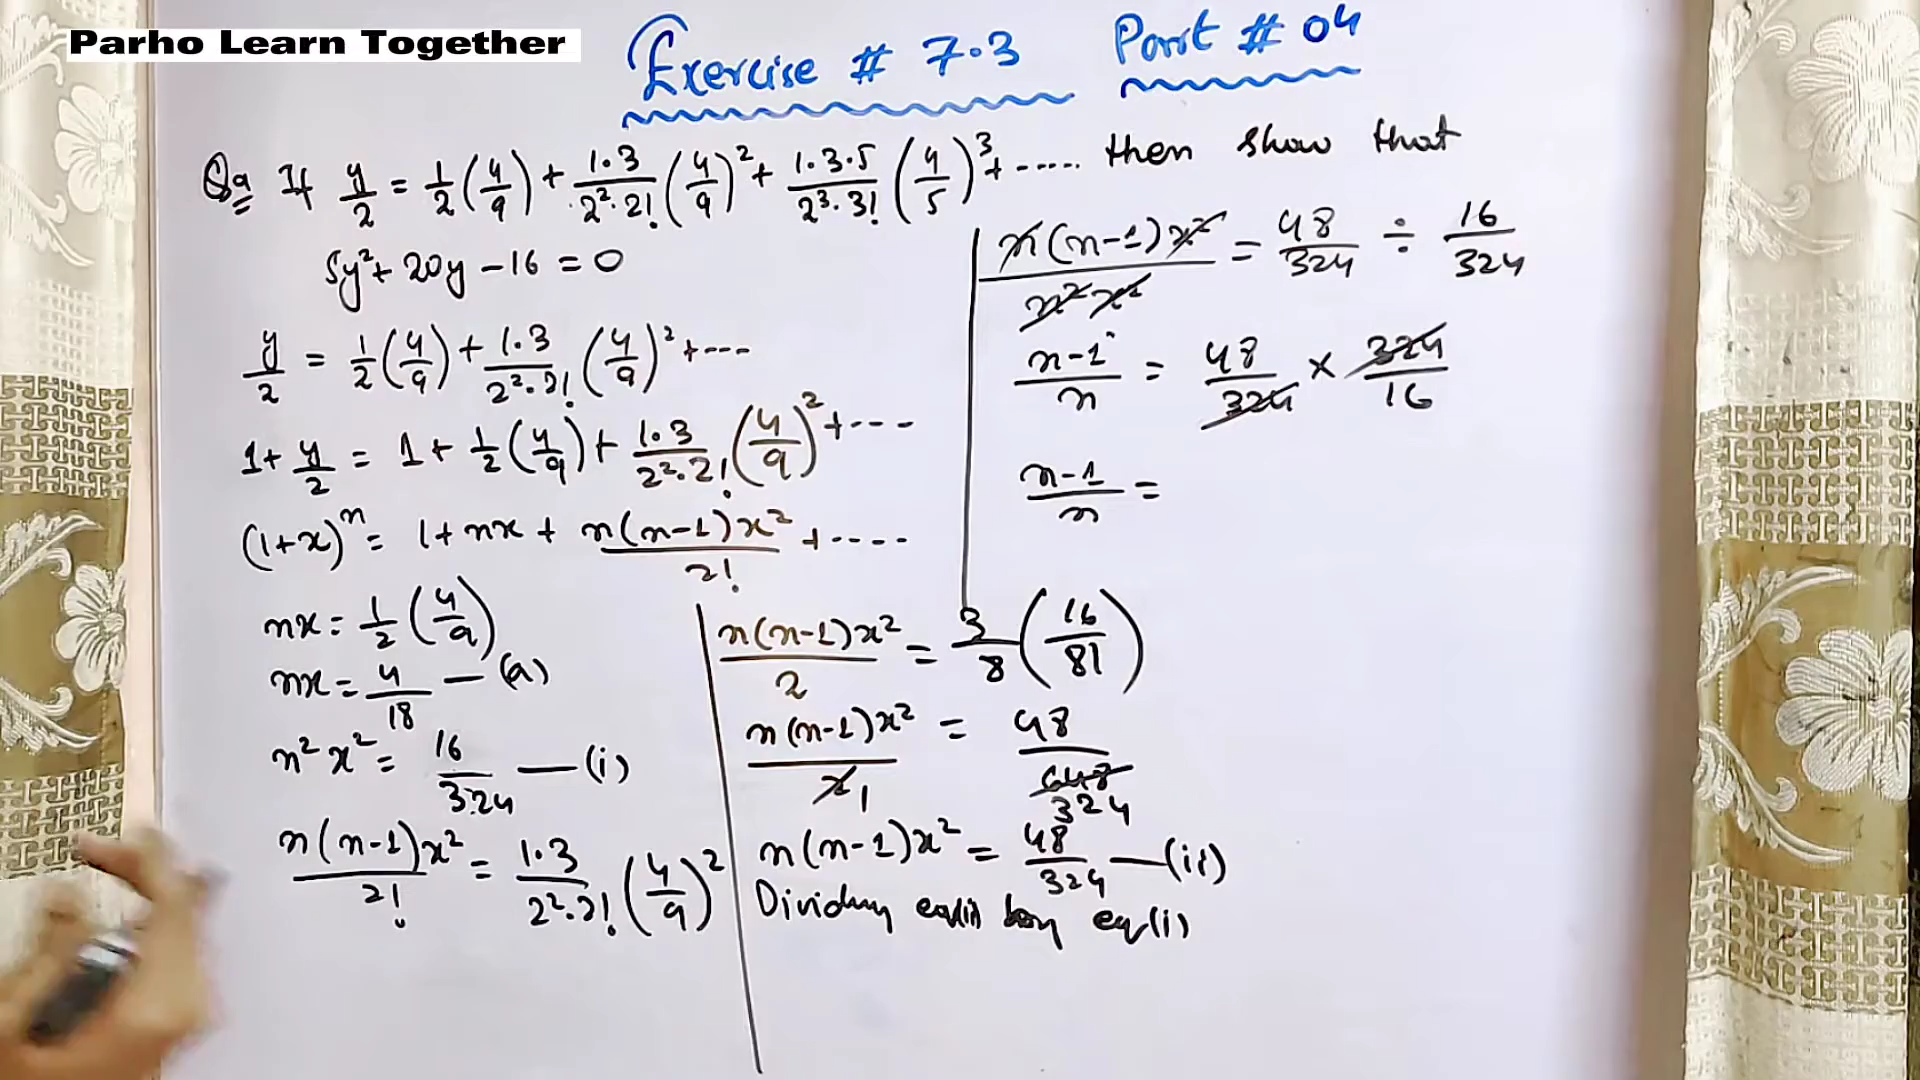 Parho Learn Together
Exercise # 7.3 Part # 04
Q9 If y/2 = 1/2 (4/9) + 1·3/2²·2! (4/9)² + 1·3·5/2³·3! (4/5)³ + ..... then show that
5y² + 20y - 16 = 0
y/2 = 1/2 (4/9) + 1·3/2²·2! (4/9)² + ....
1 + y/2 = 1 + 1/2 (4/9) + 1·3/2²·2! (4/9)² + ....
(1+x)ⁿ = 1 + nx + n(n-1)x²/2! + ....
nx = 1/2 (4/9)
nx = 4/18 — (a)
n²x² = 16/324 — (i)
n(n-1)x²/2! = 1·3/2²·2! (4/9)²
n(n-1)x²/2 = 3/8 (16/81)
n(n-1)x²/2 1 = 48/648 324
n(n-1)x² = 48/324 — (ii)
Dividing eq(ii) by eq(i)
n(n-1)x²/n²x² = 48/324 ÷ 16/324
n-1/n = 48/324 × 324/16
n-1/n =